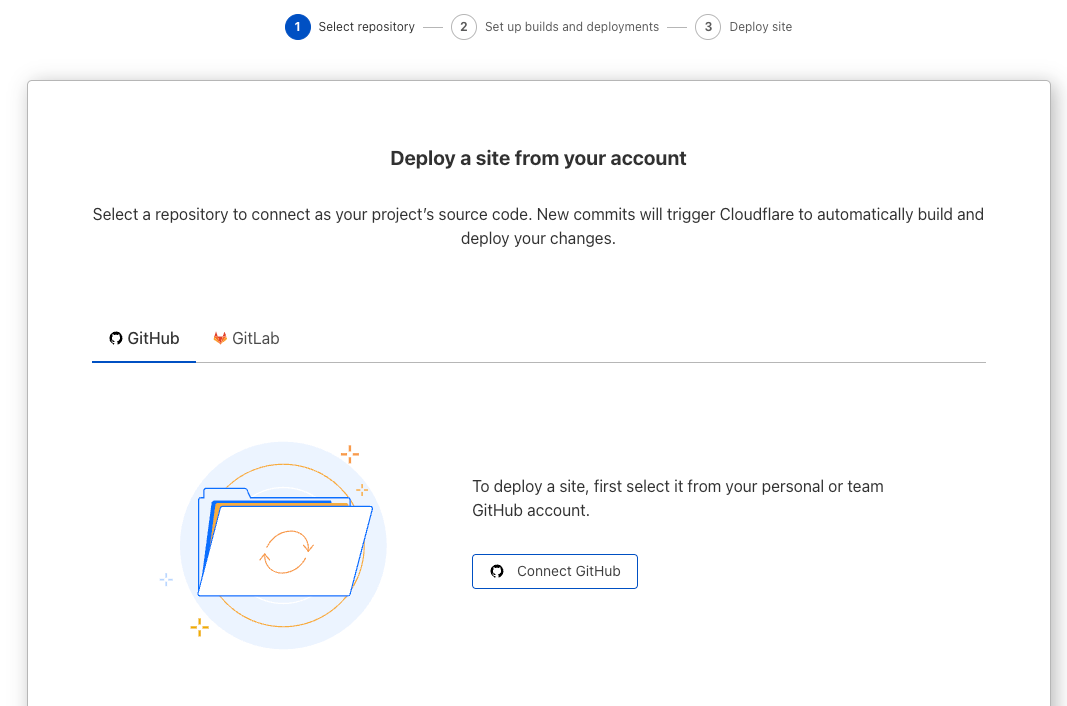 1 Select repository 2 Set up builds and deployments 3 Deploy site
Deploy a site from your account
Select a repository to connect as your project’s source code. New commits will trigger Cloudflare to automatically build and
deploy your changes.
GitHub GitLab
To deploy a site, first select it from your personal or team
GitHub account.
Connect GitHub